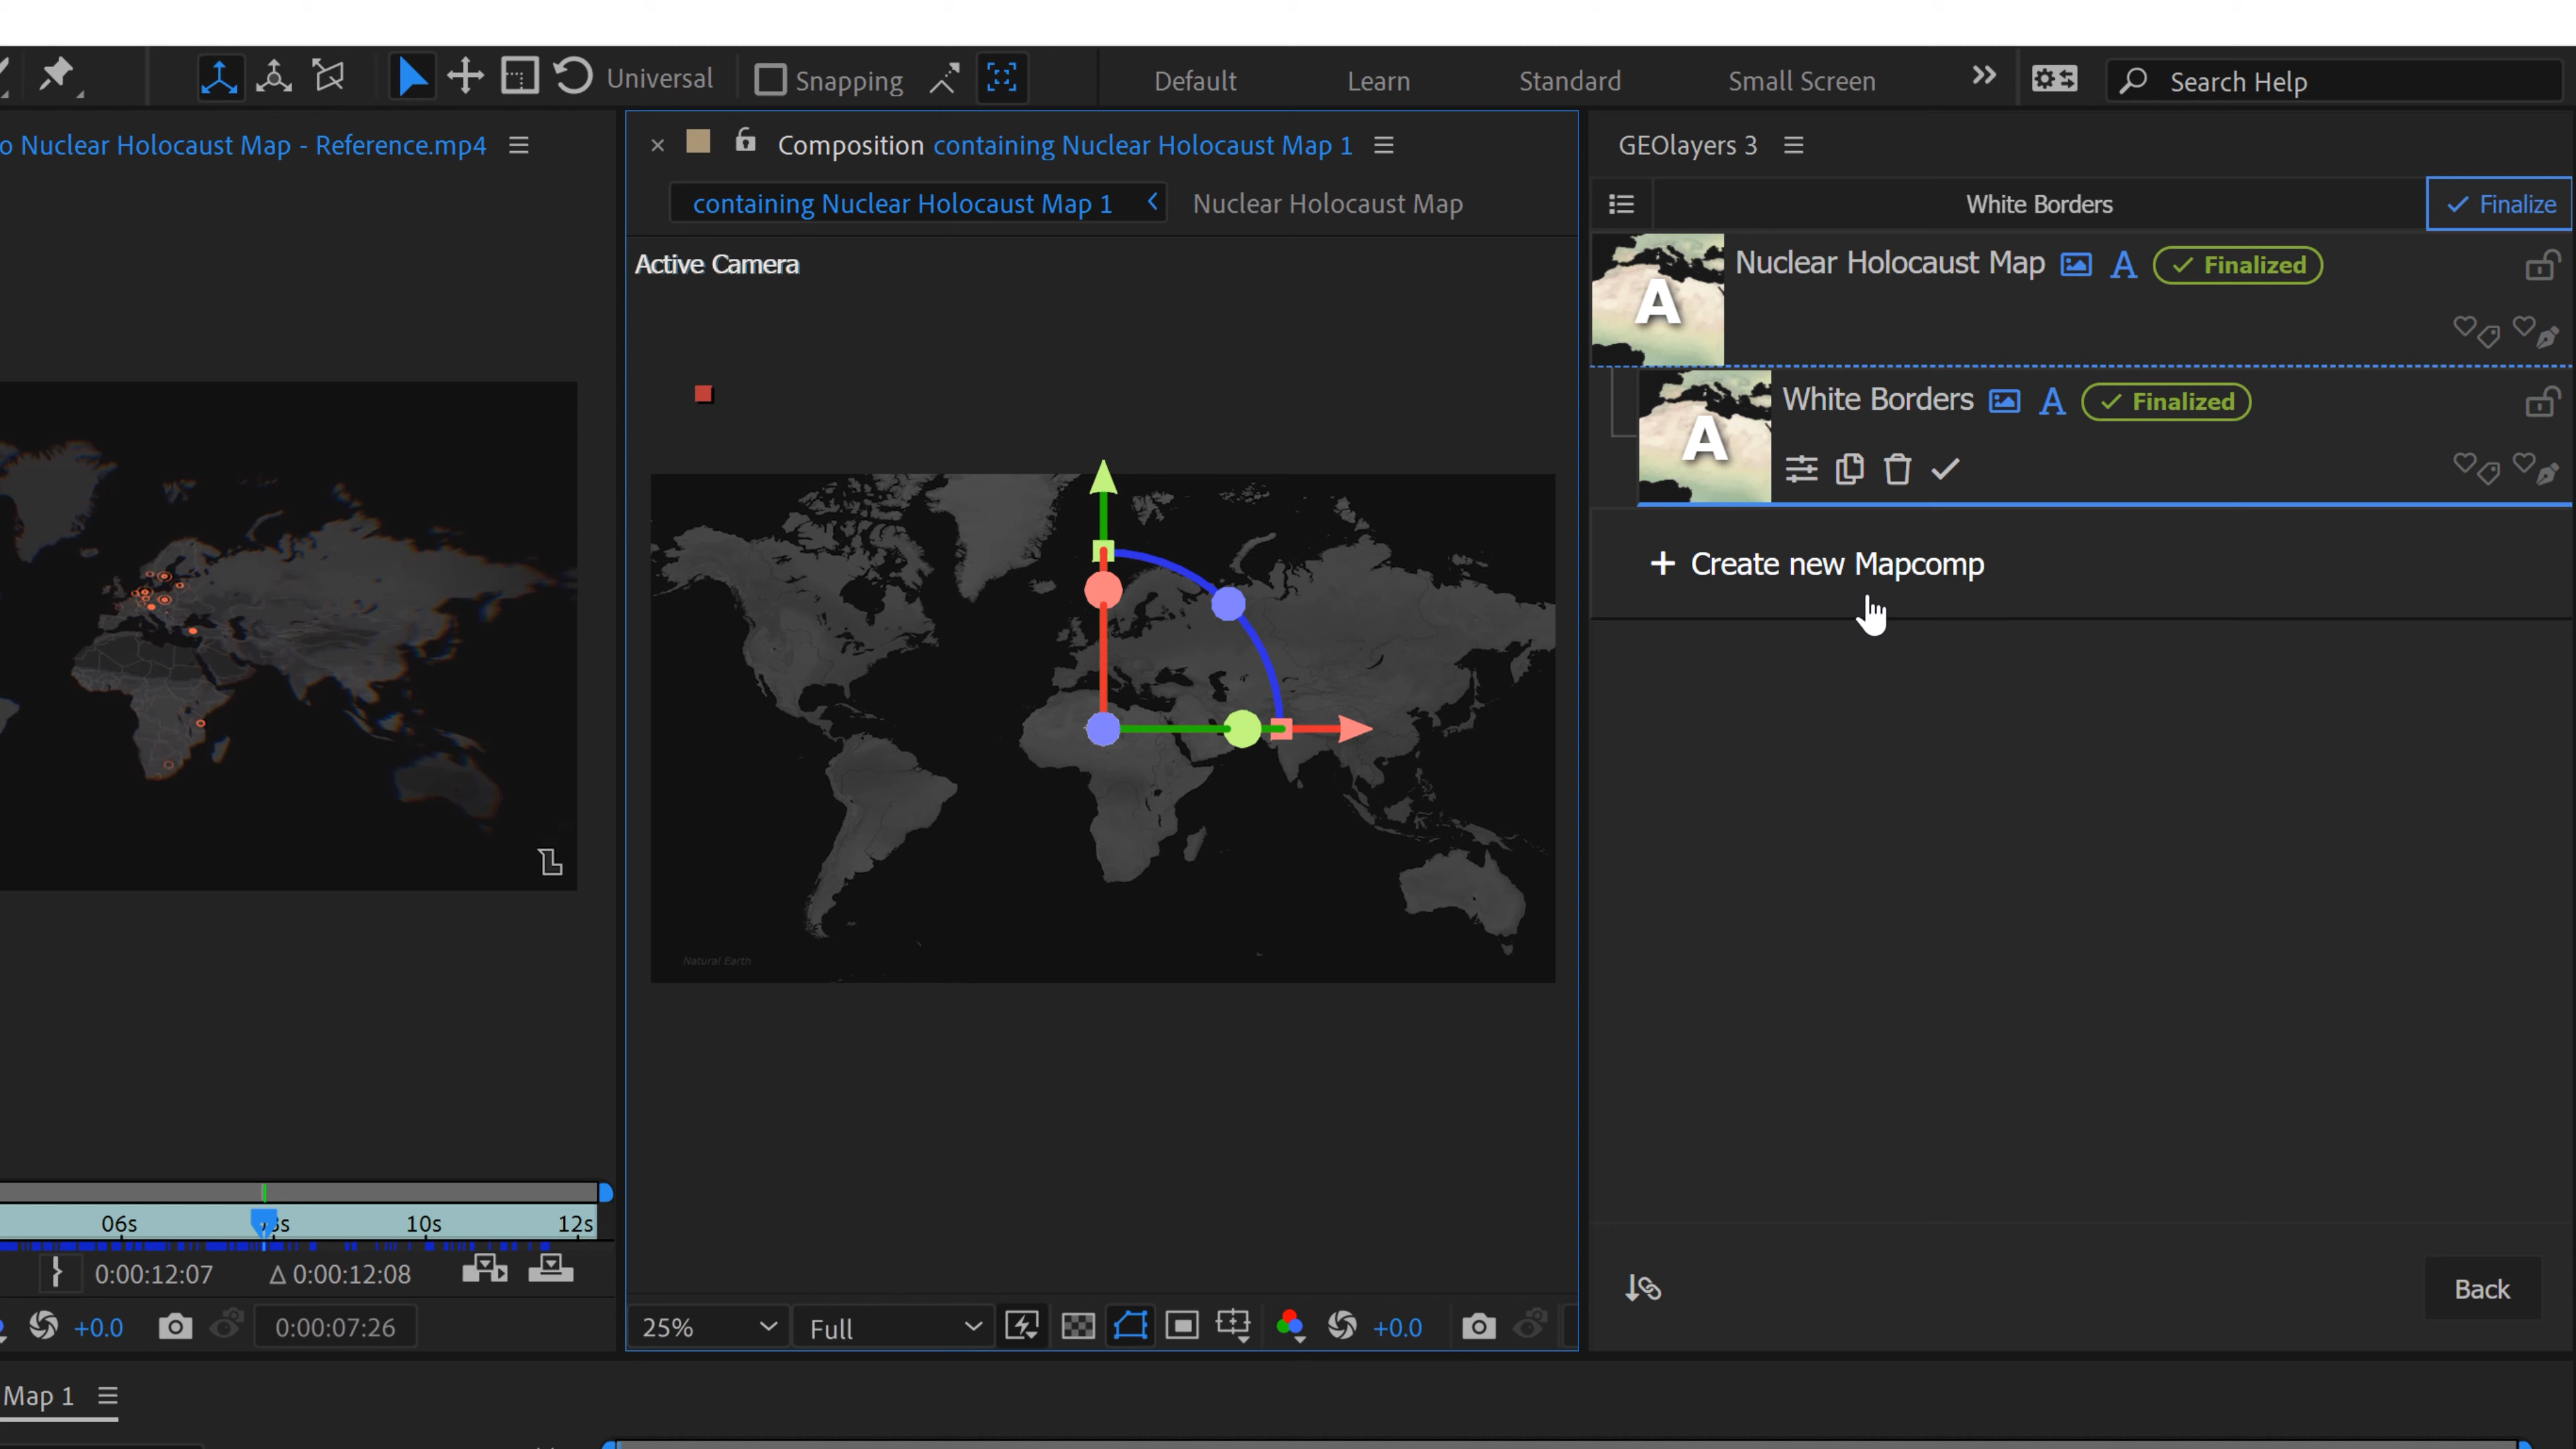 Universal
Snapping
Default
Learn
Standard
Small Screen
Search Help
o Nuclear Holocaust Map - Reference.mp4
Composition containing Nuclear Holocaust Map 1
GEOlayers 3
containing Nuclear Holocaust Map 1
Nuclear Holocaust Map
White Borders
Finalize
Active Camera
Nuclear Holocaust Map A Finalized
A
White Borders A Finalized
A
+ Create new Mapcomp
Natural Earth
06s
10s
12s
0:00:12:07
Δ 0:00:12:08
Back
+0.0
0:00:07:26
25%
Full
+0.0
Map 1